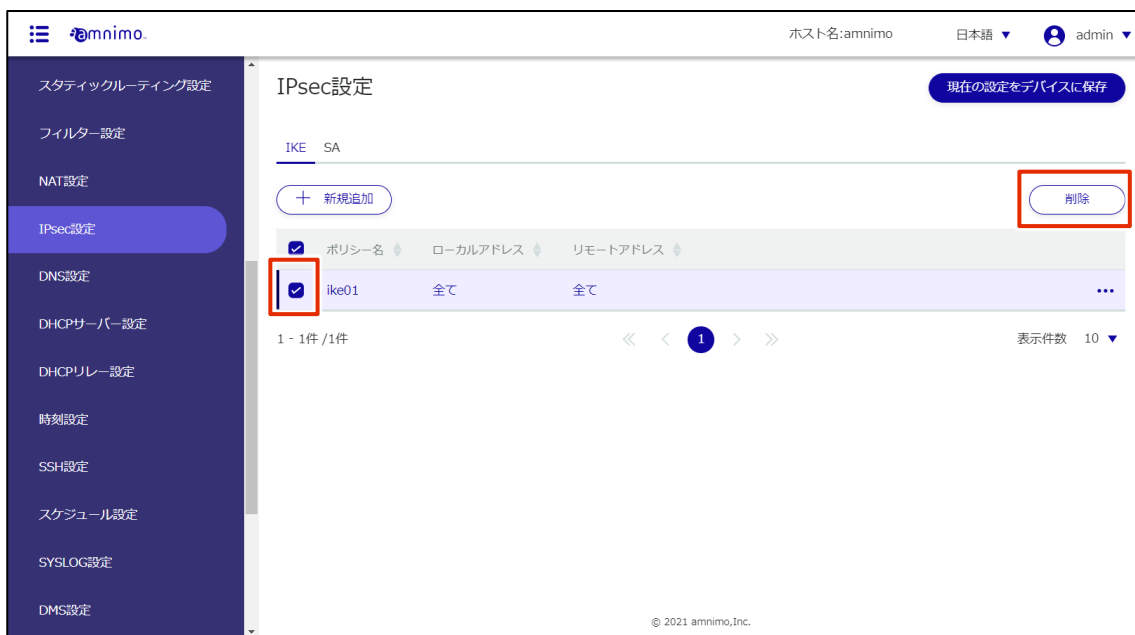 amnimo.
ホスト名:amnimo
日本語 ▼
admin ▼
スタティックルーティング設定
フィルター設定
NAT設定
IPsec設定
DNS設定
DHCPサーバー設定
DHCPリレー設定
時刻設定
SSH設定
スケジュール設定
SYSLOG設定
DMS設定
IPsec設定
現在の設定をデバイスに保存
IKE SA
+ 新規追加
削除
ポリシー名 ローカルアドレス リモートアドレス
ike01 全て 全て •••
1 - 1件 /1件
1
表示件数 10 ▼
© 2021 amnimo,Inc.